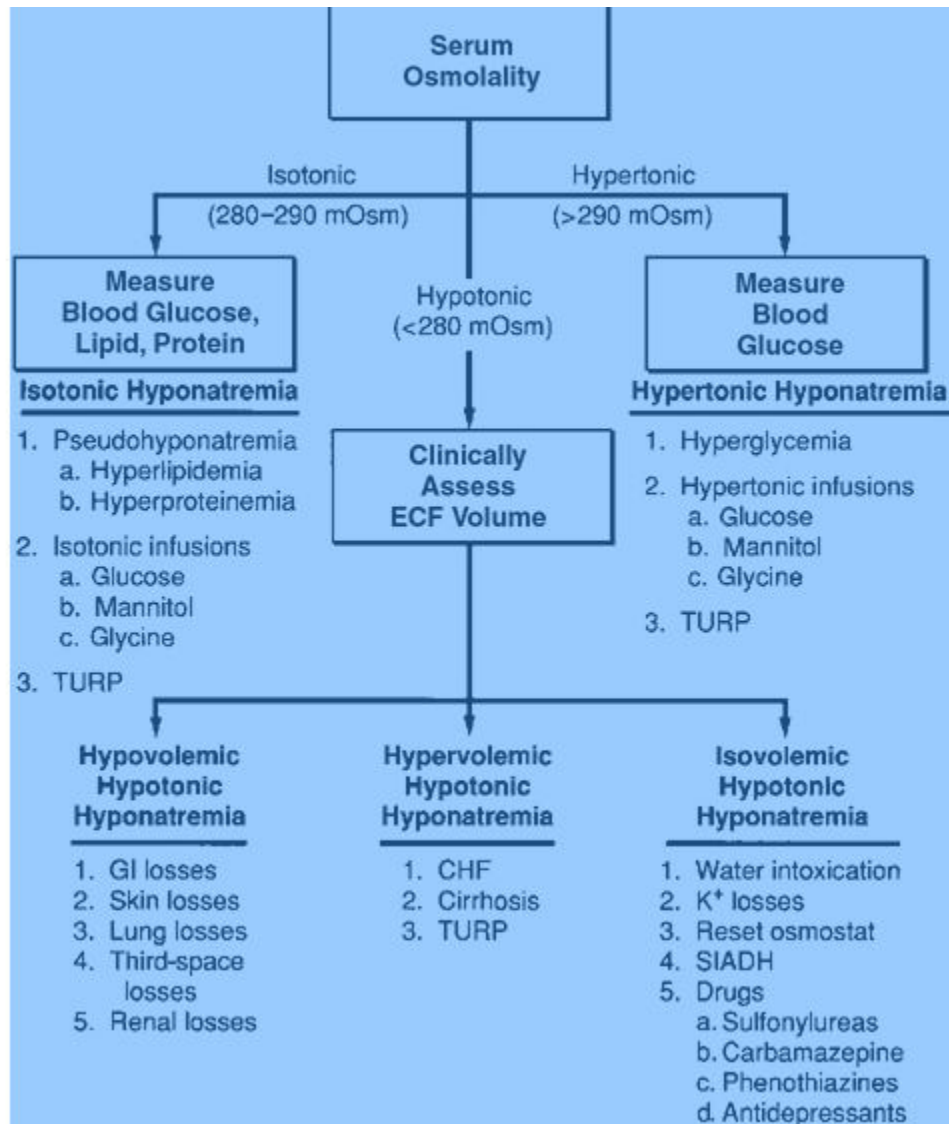 Serum
Osmolality
Isotonic
(280–290 mOsm)
Hypertonic
(>290 mOsm)
Hypotonic
(<280 mOsm)
Measure
Blood Glucose,
Lipid, Protein
Isotonic Hyponatremia
1. Pseudohyponatremia
a. Hyperlipidemia
b. Hyperproteinemia
2. Isotonic infusions
a. Glucose
b. Mannitol
c. Glycine
3. TURP
Clinically
Assess
ECF Volume
Measure
Blood
Glucose
Hypertonic Hyponatremia
1. Hyperglycemia
2. Hypertonic infusions
a. Glucose
b. Mannitol
c. Glycine
3. TURP
Hypovolemic
Hypotonic
Hyponatremia
1. GI losses
2. Skin losses
3. Lung losses
4. Third-space
losses
5. Renal losses
Hypervolemic
Hypotonic
Hyponatremia
1. CHF
2. Cirrhosis
3. TURP
Isovolemic
Hypotonic
Hyponatremia
1. Water intoxication
2. K⁺ losses
3. Reset osmostat
4. SIADH
5. Drugs
a. Sulfonylureas
b. Carbamazepine
c. Phenothiazines
d. Antidepressants